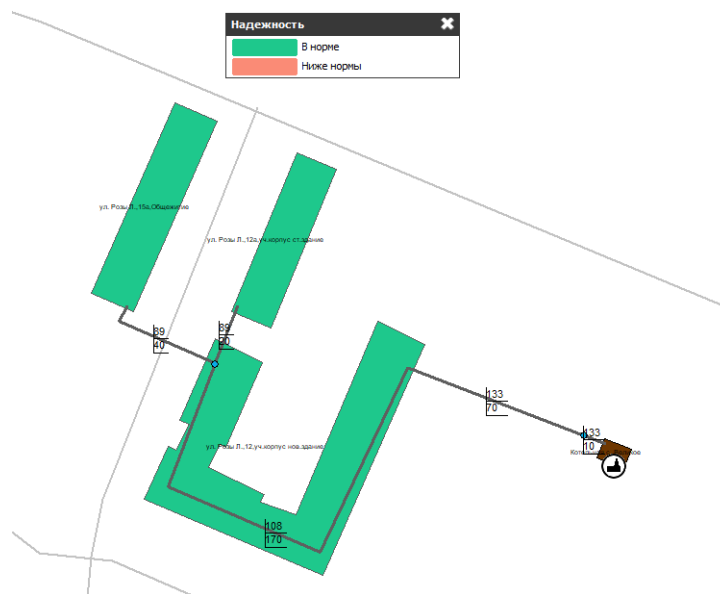 Надежность
В норме
Ниже нормы
ул. Розы Л.,15а,Общежитие
ул. Розы Л.,12а,уч.корпус ст.здание
89
40
89
20
133
70
133
10
ул. Розы Л.,12,уч.корпус нов.здание
108
170